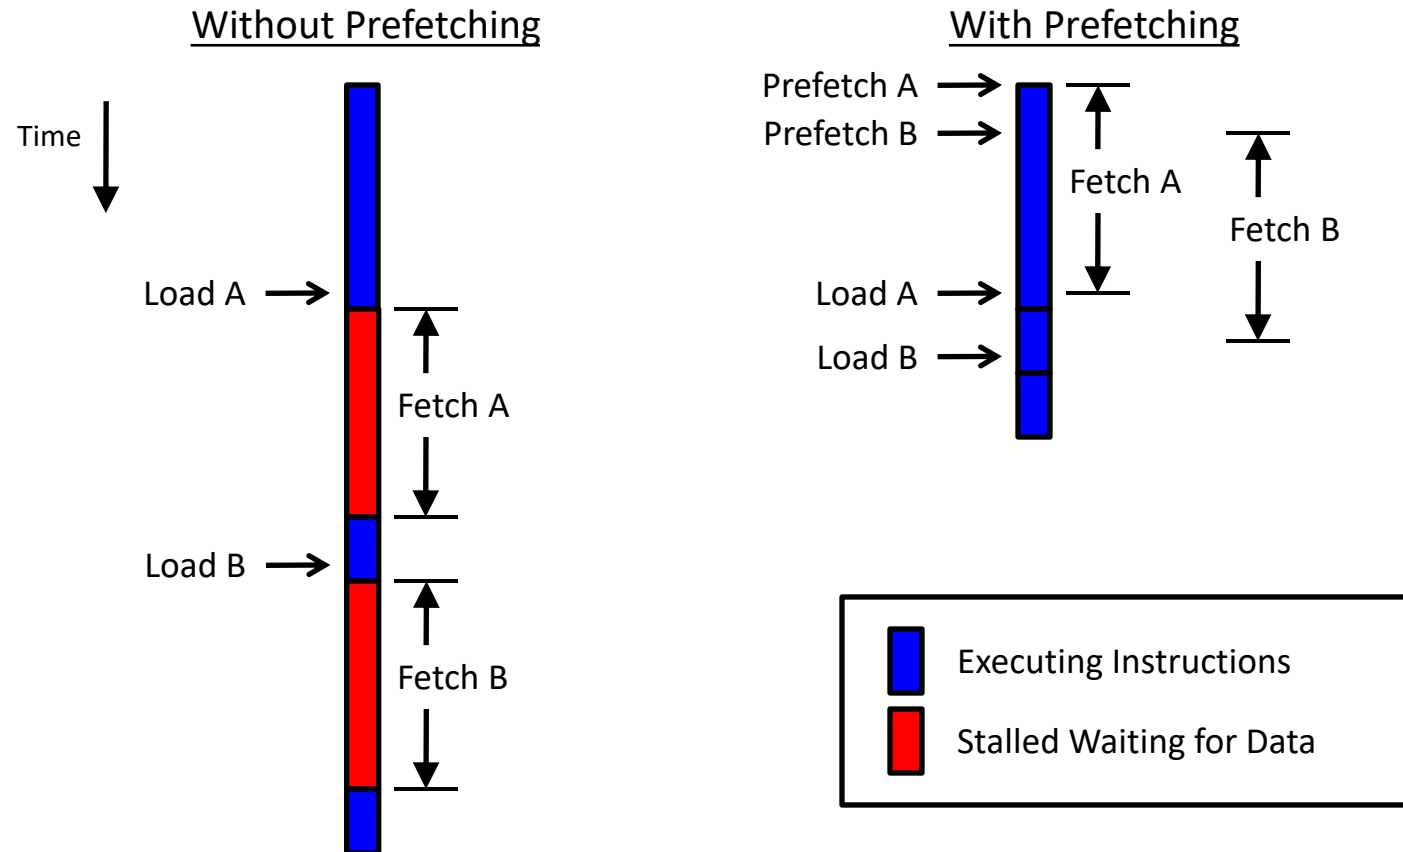 Without Prefetching
Time
Load A
Fetch A
Load B
Fetch B
With Prefetching
Prefetch A
Prefetch B
Fetch A
Fetch B
Load A
Load B
Executing Instructions
Stalled Waiting for Data